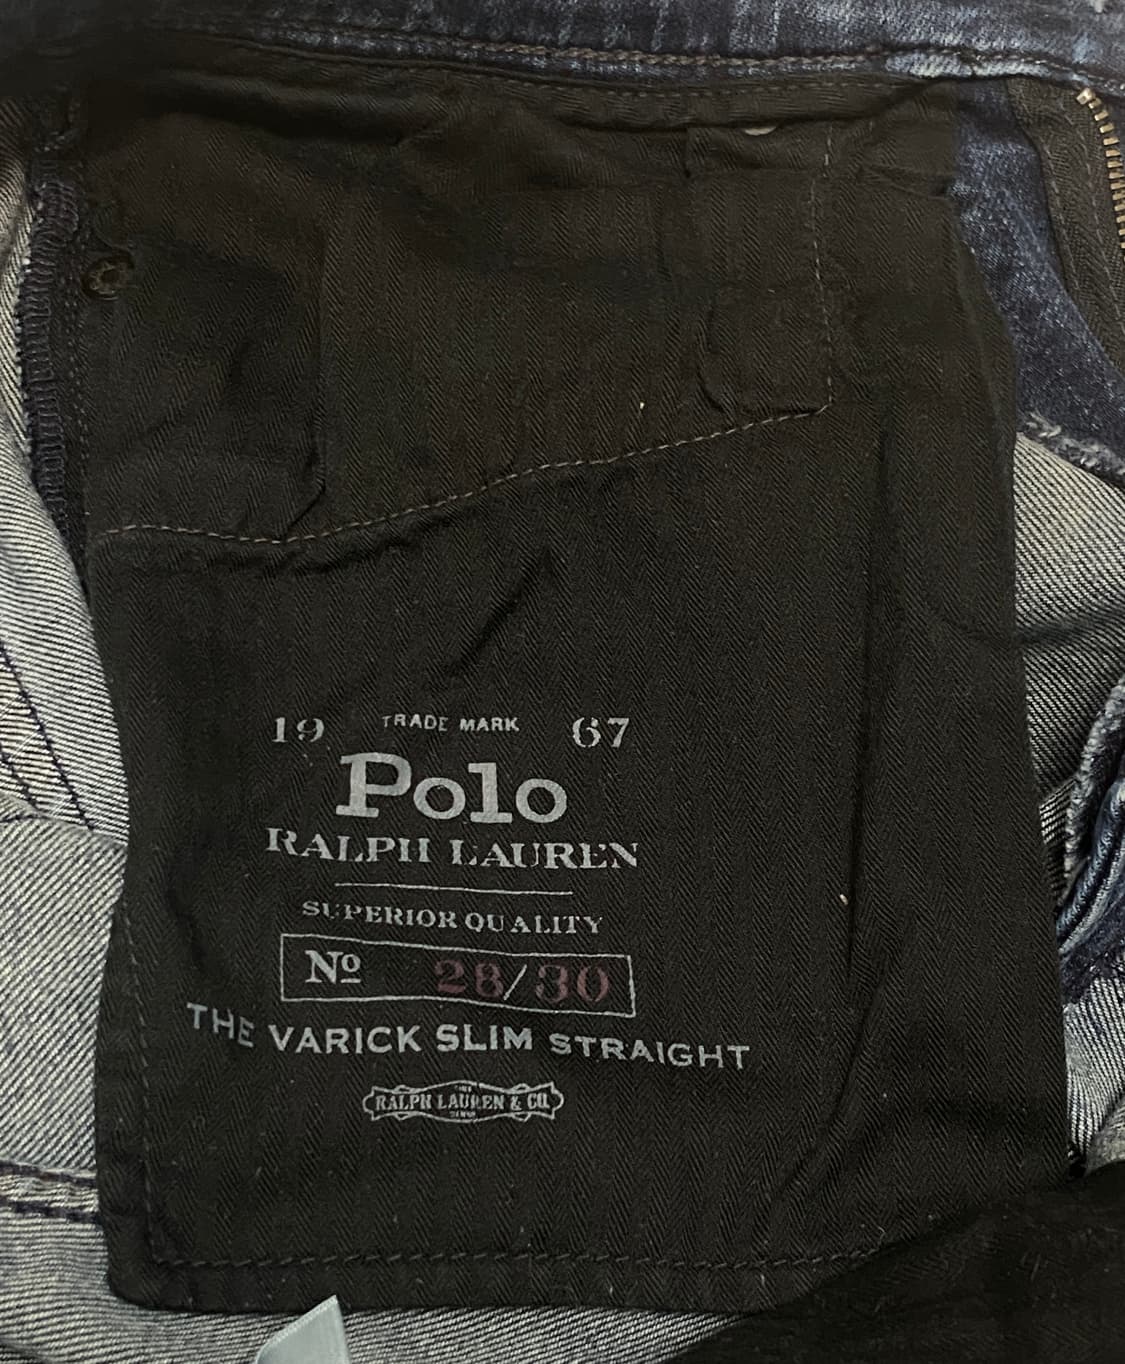 19 TRADE MARK 67
Polo
RALPH LAUREN
SUPERIOR QUALITY
Nº 28/30
THE VARICK SLIM STRAIGHT
RALPH LAUREN & CO.